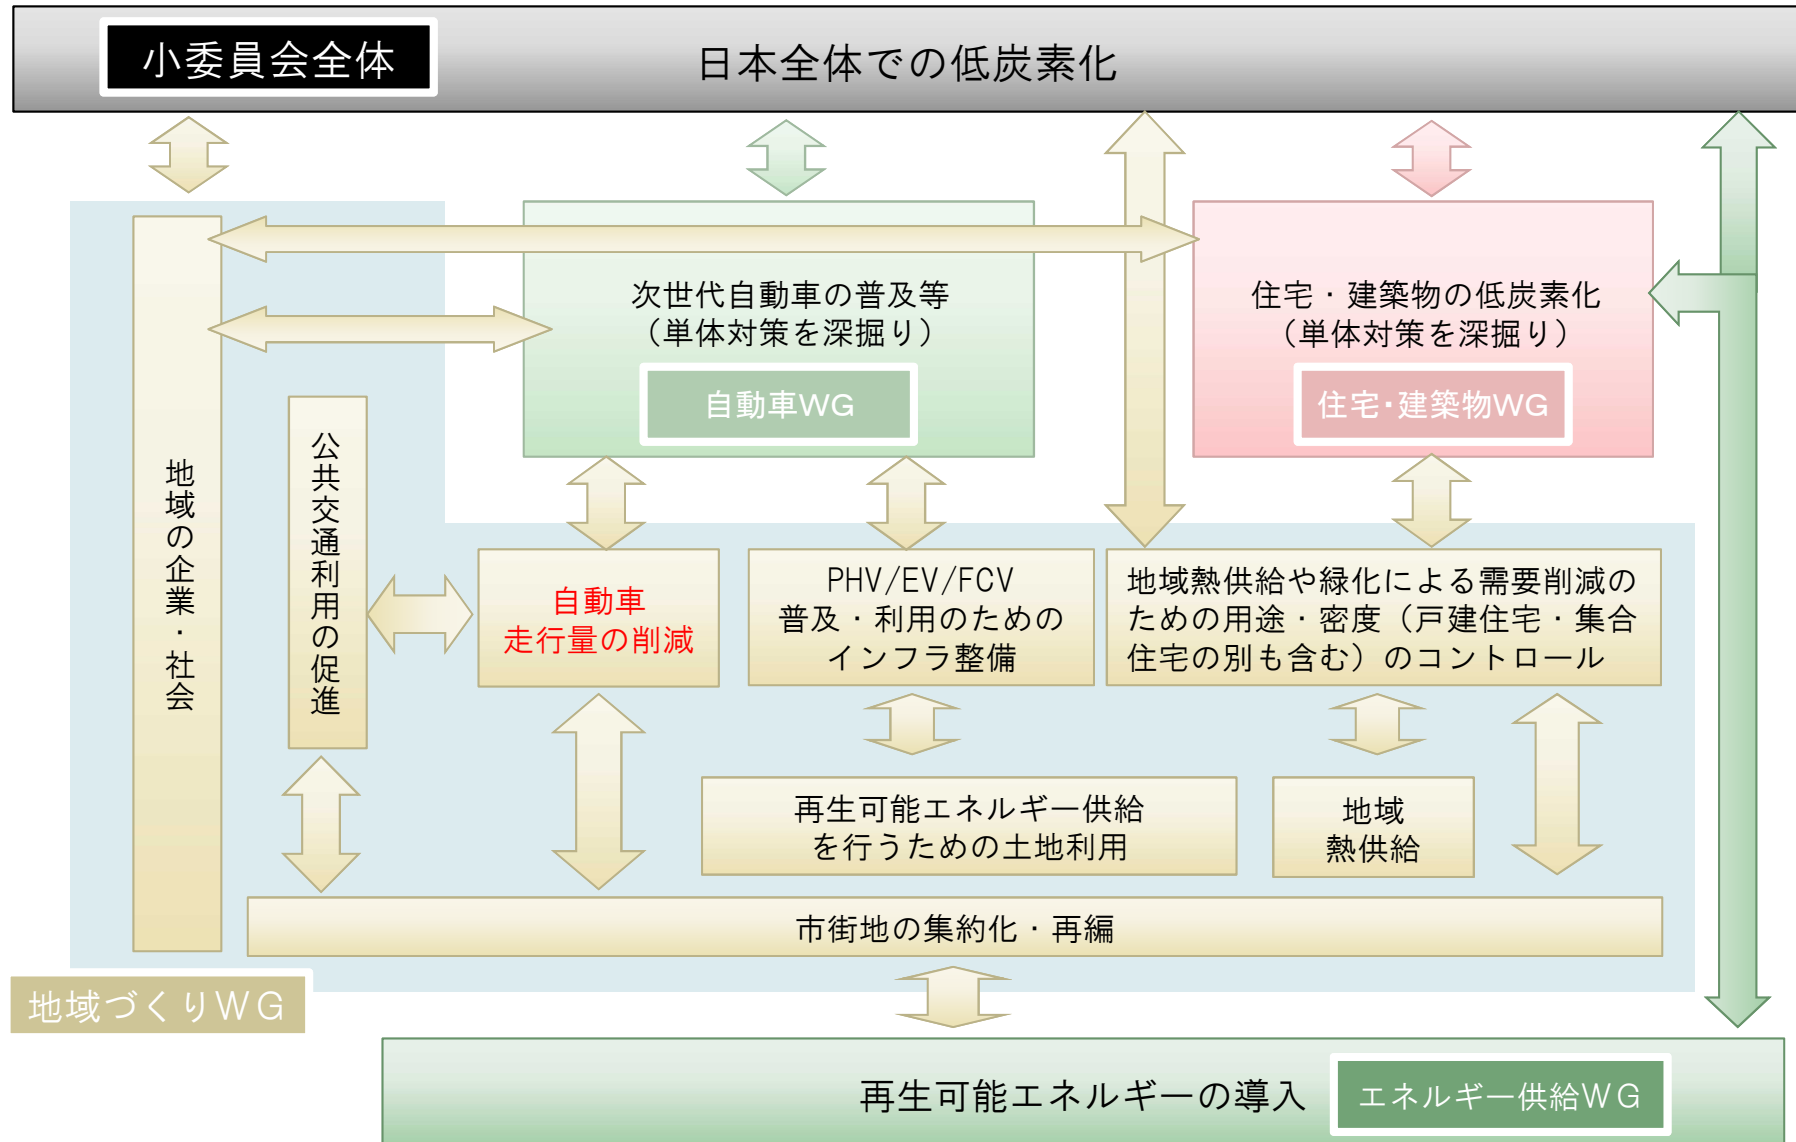 小委員会全体
日本全体での低炭素化
次世代自動車の普及等
（単体対策を深掘り）
自動車WG
住宅・建築物の低炭素化
（単体対策を深掘り）
住宅・建築物WG
地域の企業・社会
公共交通利用の促進
自動車
走行量の削減
PHV/EV/FCV
普及・利用のための
インフラ整備
地域熱供給や緑化による需要削減の
ための用途・密度（戸建住宅・集合
住宅の別も含む）のコントロール
再生可能エネルギー供給
を行うための土地利用
地域
熱供給
市街地の集約化・再編
地域づくりWG
再生可能エネルギーの導入
エネルギー供給WG